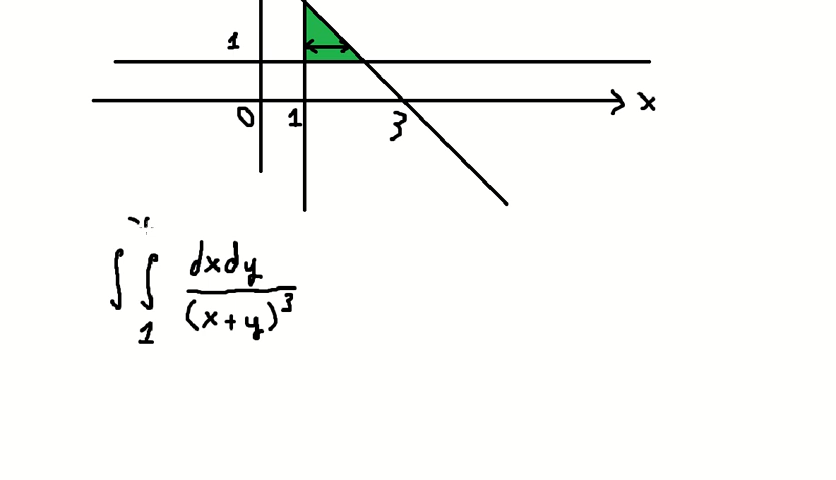 1
x
0 1 3
∫ ∫ dxdy
1 (x+y)³